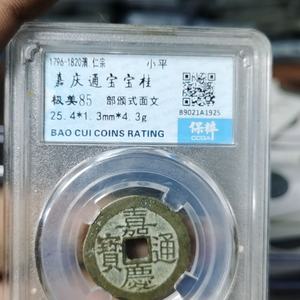 1796-1820清 仁宗 小平
嘉庆通宝宝桂
极美85 部颁式面文
25.4*1.3mm*4.3g
B9021A1925
保粹
CCGA
BAO CUI COINS RATING
嘉
寶 通
慶